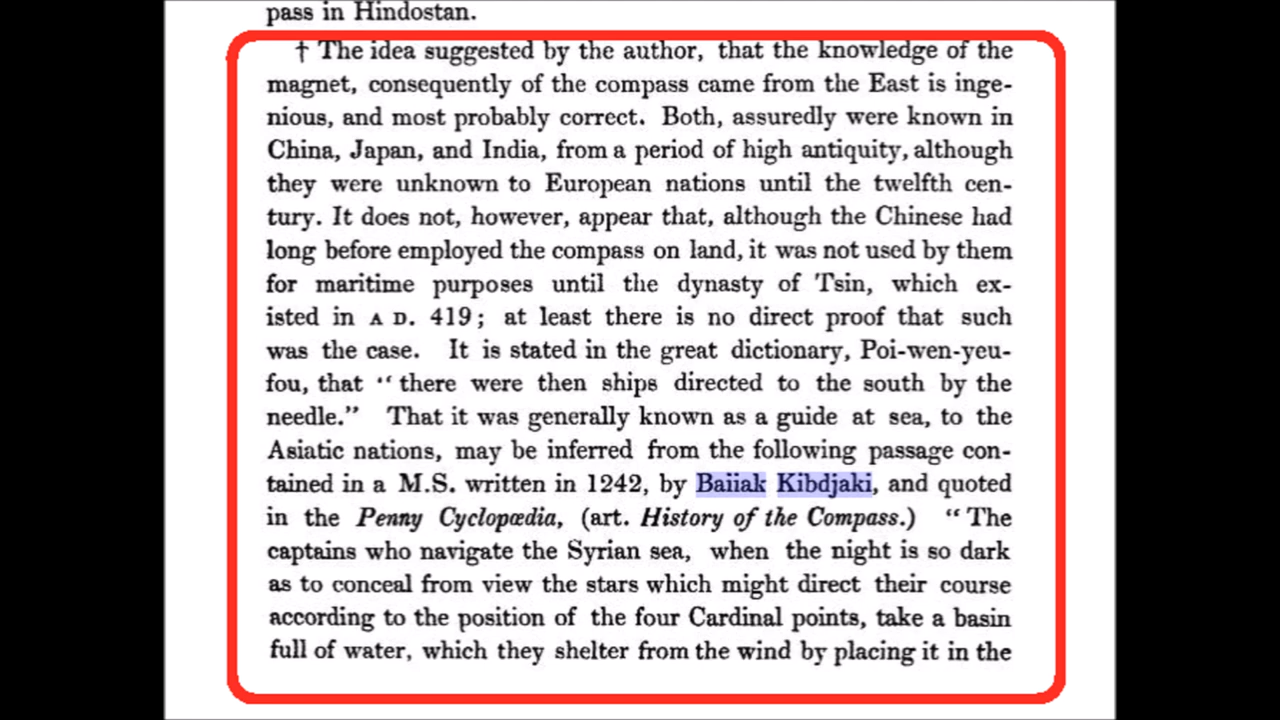 pass in Hindostan.
† The idea suggested by the author, that the knowledge of the
magnet, consequently of the compass came from the East is inge-
nious, and most probably correct. Both, assuredly were known in
China, Japan, and India, from a period of high antiquity, although
they were unknown to European nations until the twelfth cen-
tury. It does not, however, appear that, although the Chinese had
long before employed the compass on land, it was not used by them
for maritime purposes until the dynasty of Tsin, which ex-
isted in A D. 419; at least there is no direct proof that such
was the case. It is stated in the great dictionary, Poi-wen-yeu-
fou, that "there were then ships directed to the south by the
needle." That it was generally known as a guide at sea, to the
Asiatic nations, may be inferred from the following passage con-
tained in a M.S. written in 1242, by Baiiak Kibdjaki, and quoted
in the Penny Cyclopædia, (art. History of the Compass.) "The
captains who navigate the Syrian sea, when the night is so dark
as to conceal from view the stars which might direct their course
according to the position of the four Cardinal points, take a basin
full of water, which they shelter from the wind by placing it in the